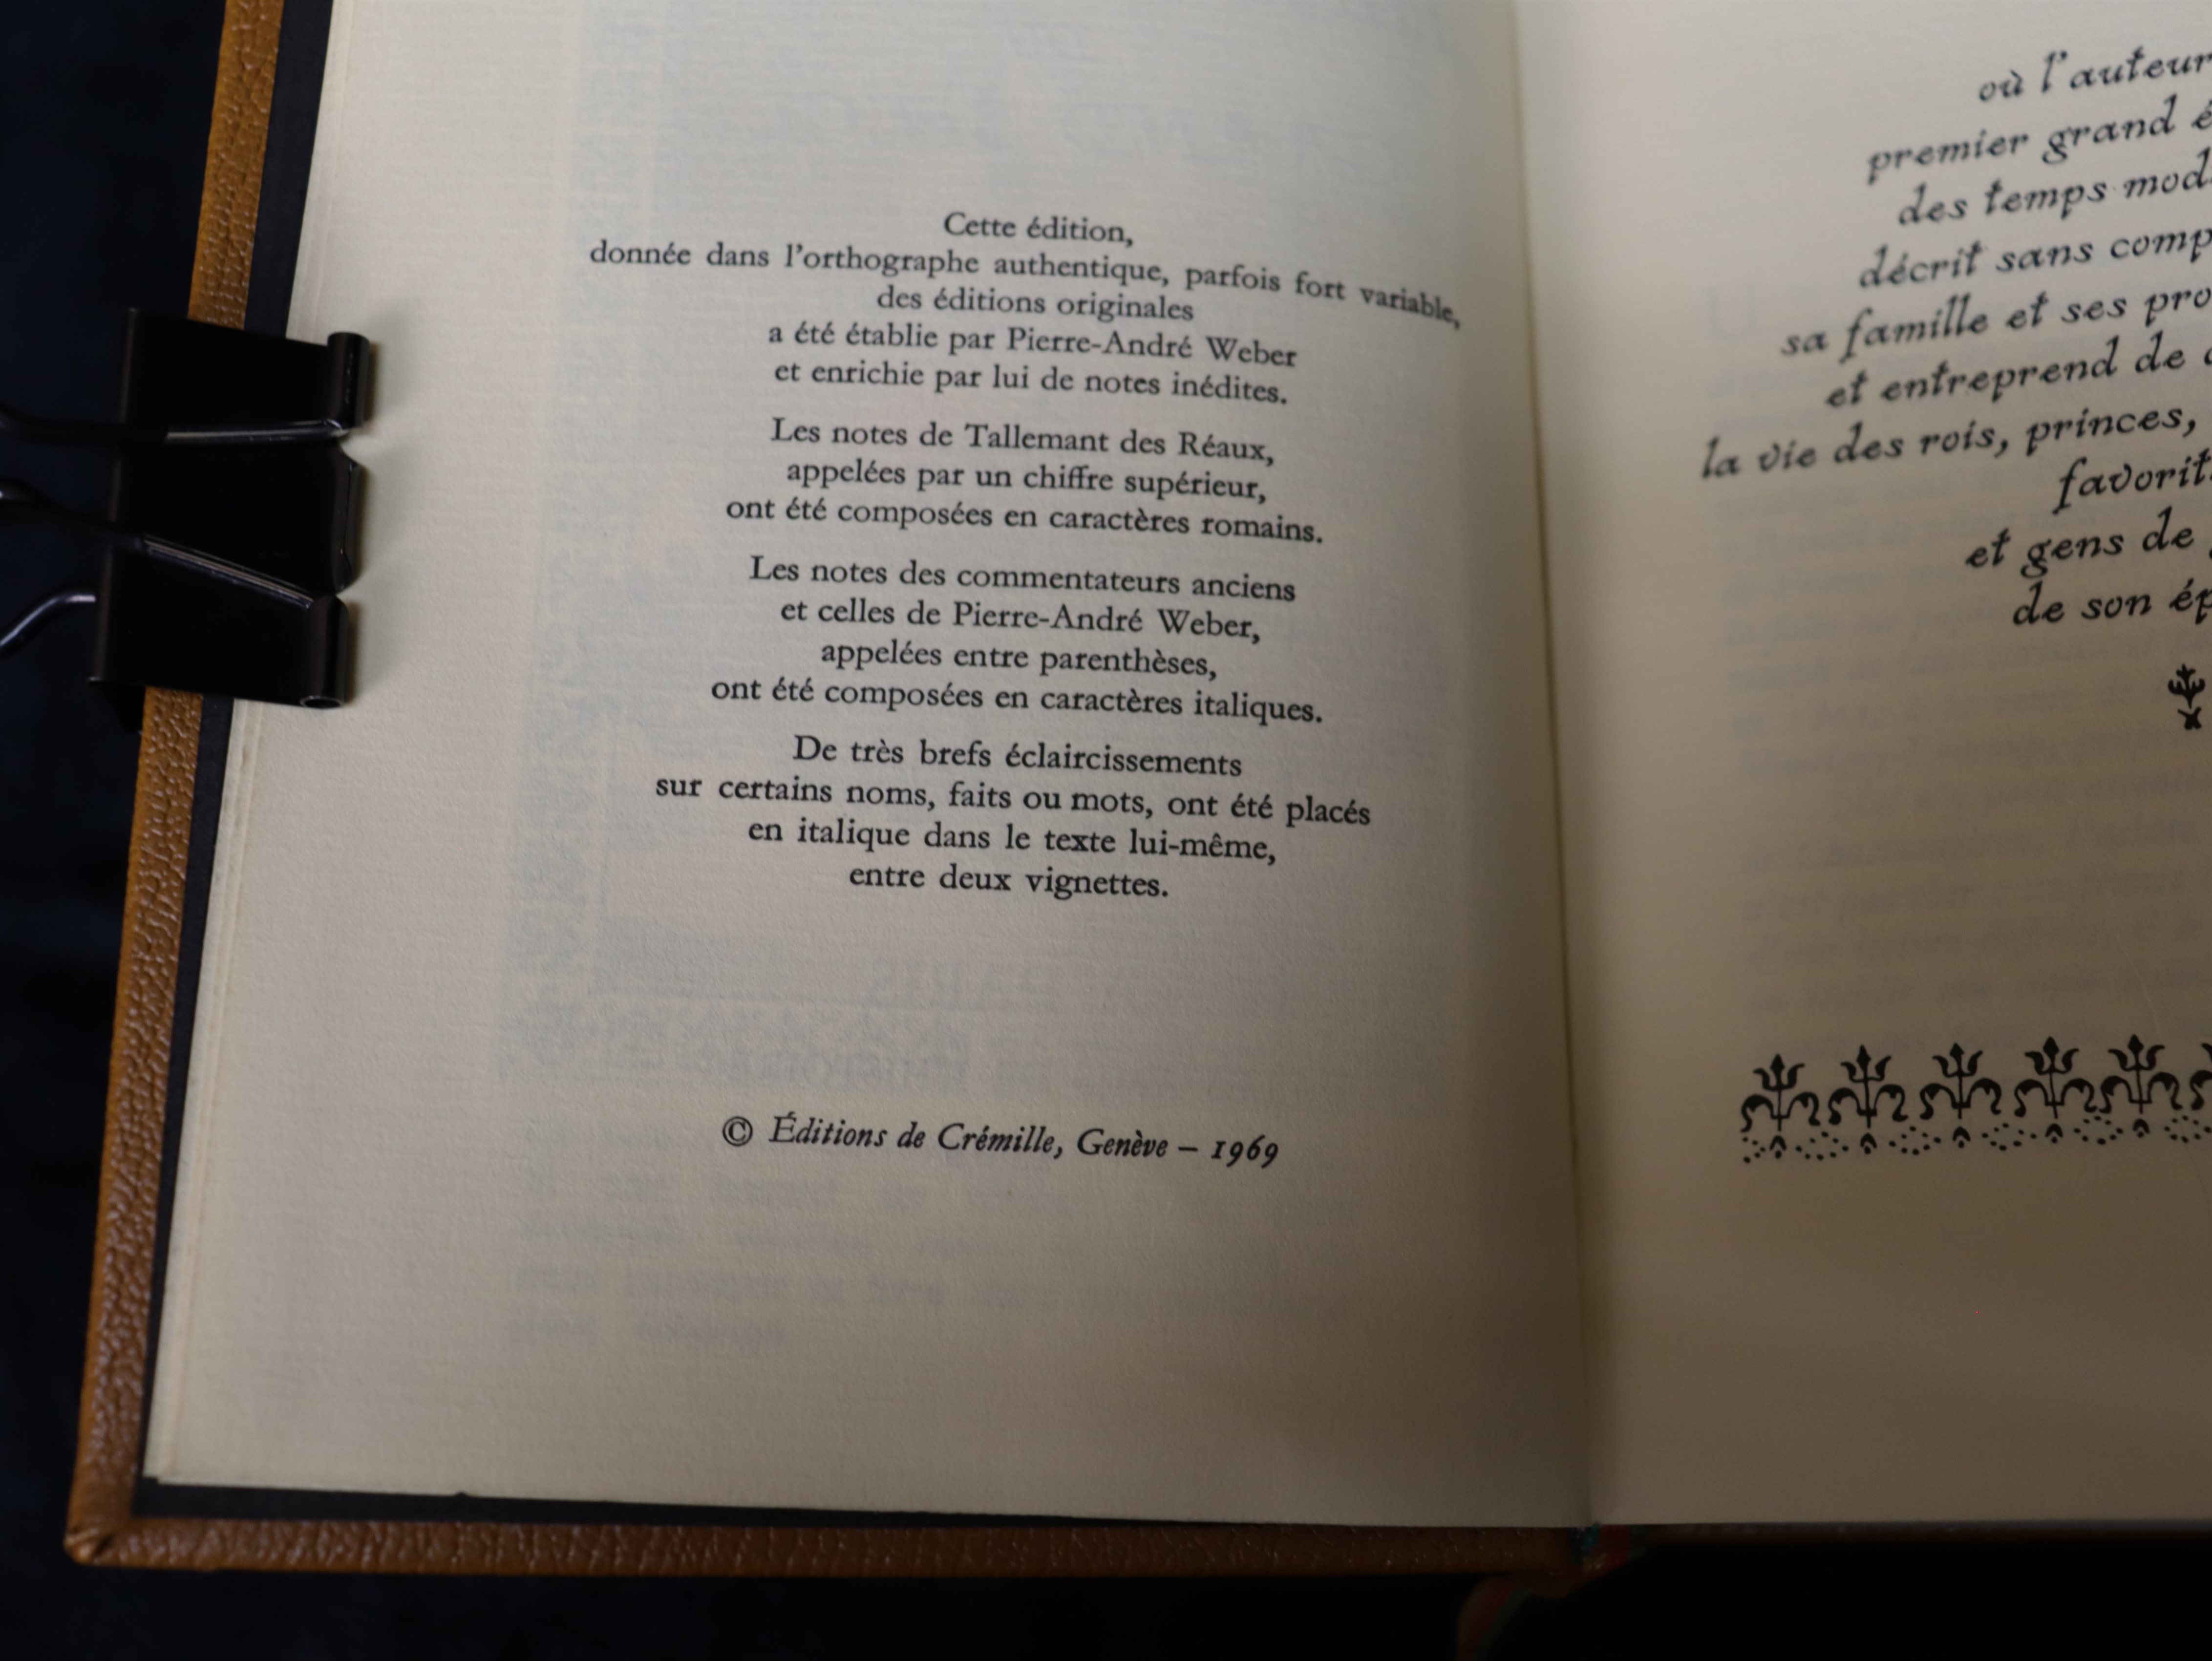 Cette édition,
donnée dans l'orthographe authentique, parfois fort variable,
des éditions originales
a été établie par Pierre-André Weber
et enrichie par lui de notes inédites.
Les notes de Tallemant des Réaux,
appelées par un chiffre supérieur,
ont été composées en caractères romains.
Les notes des commentateurs anciens
et celles de Pierre-André Weber,
appelées entre parenthèses,
ont été composées en caractères italiques.
De très brefs éclaircissements
sur certains noms, faits ou mots, ont été placés
en italique dans le texte lui-même,
entre deux vignettes.
© Éditions de Crémille, Genève – 1969
où l'auteur
premier grand
des temps
décrit sans
sa famille et ses
et entreprend de
la vie des rois, princes,
et gens de
de son